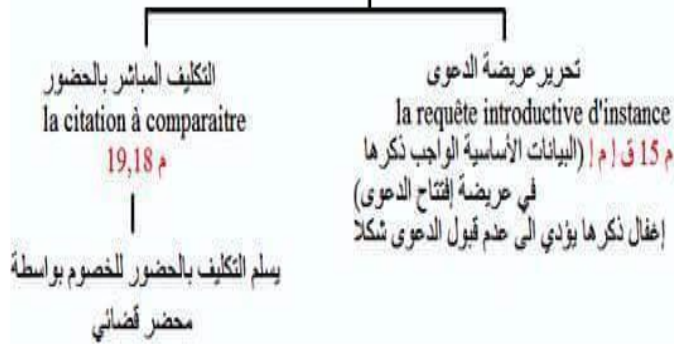 تحرير عريضة الدعوى
la requête introductive d'instance
م 15 ق إ م إ (البيانات الأساسية الواجب ذكرها
في عريضة إفتتاح الدعوى)
إغفال ذكرها يؤدي الى عدم قبول الدعوى شكلا
التكليف المباشر بالحضور
la citation à comparaitre
م 19,18
يسلم التكليف بالحضور للخصوم بواسطة
محضر قضائي